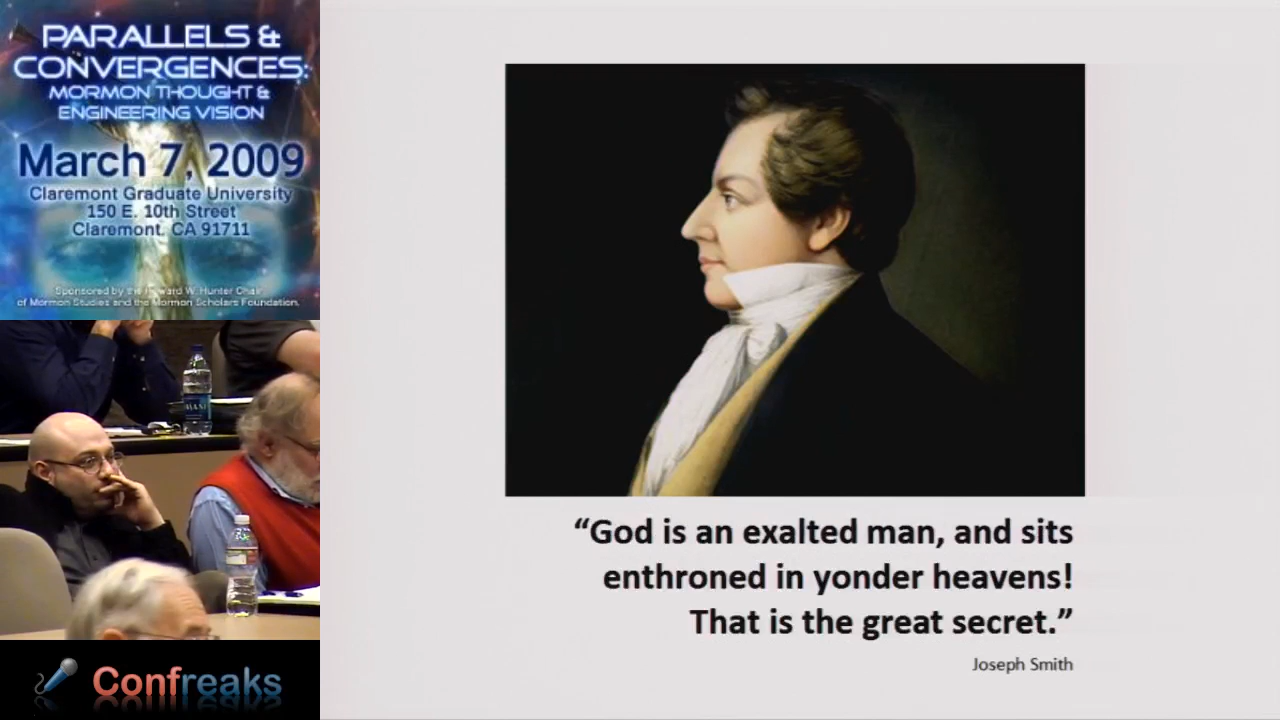 PARALLELS &
CONVERGENCES:
MORMON THOUGHT &
ENGINEERING VISION
March 7, 2009
Claremont Graduate University
150 E. 10th Street
Claremont, CA 91711
Sponsored by the Howard W. Hunter Chair
of Mormon Studies and the Mormon Scholars Foundation.
Confreaks
“God is an exalted man, and sits
enthroned in yonder heavens!
That is the great secret.”
Joseph Smith